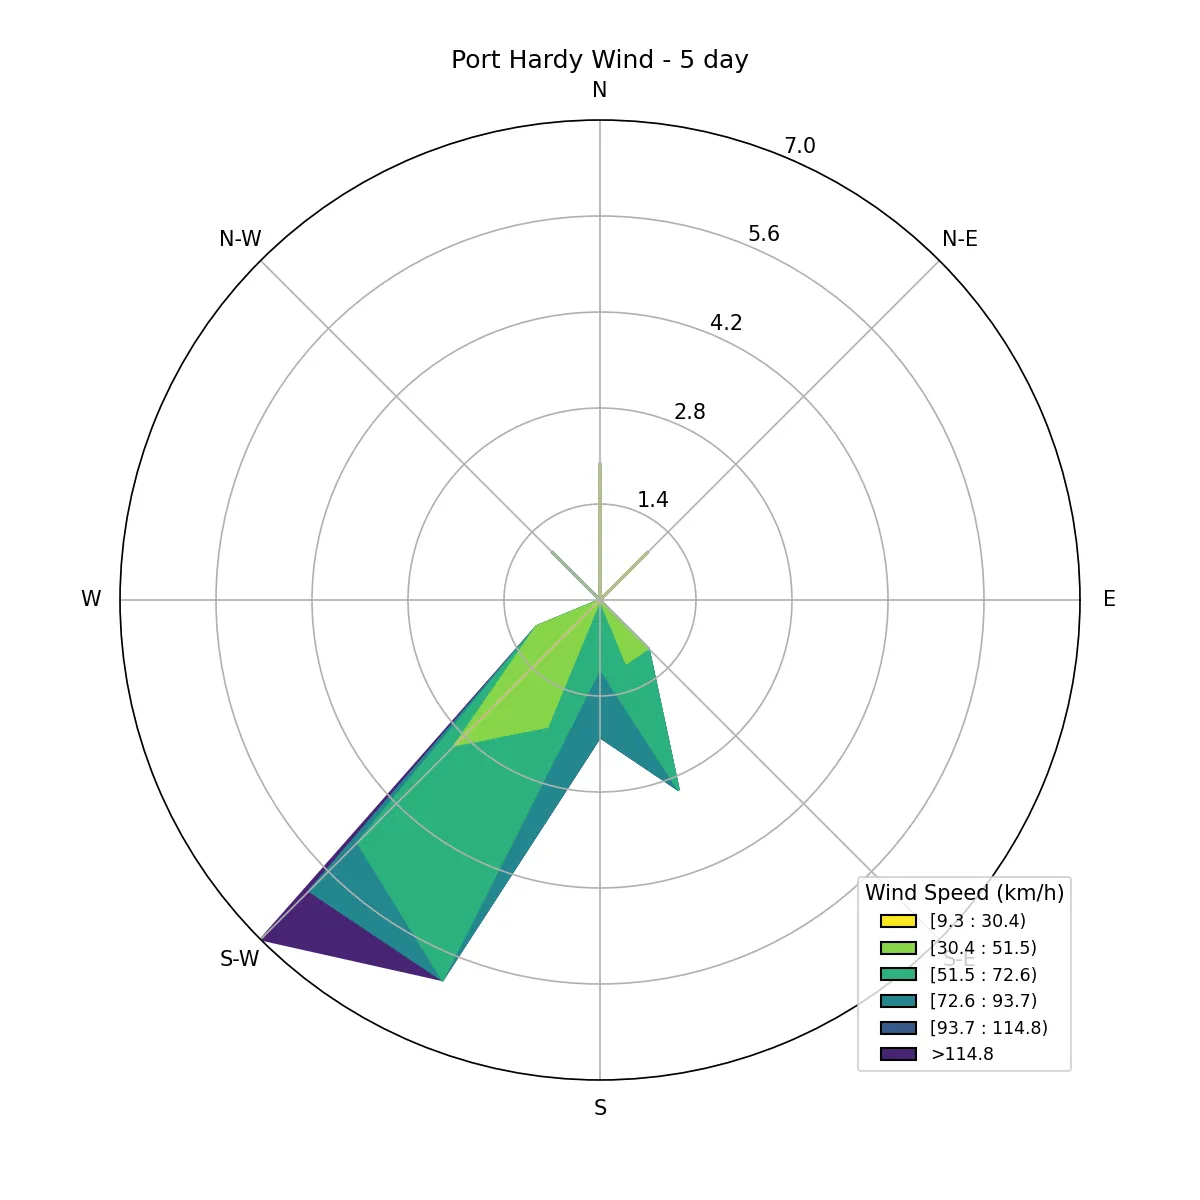 Port Hardy Wind - 5 day
N
7.0
N-W
N-E
5.6
4.2
2.8
1.4
W
E
S-W
S-E
Wind Speed (km/h)
[9.3 : 30.4)
[30.4 : 51.5)
[51.5 : 72.6)
[72.6 : 93.7)
[93.7 : 114.8)
>114.8
S